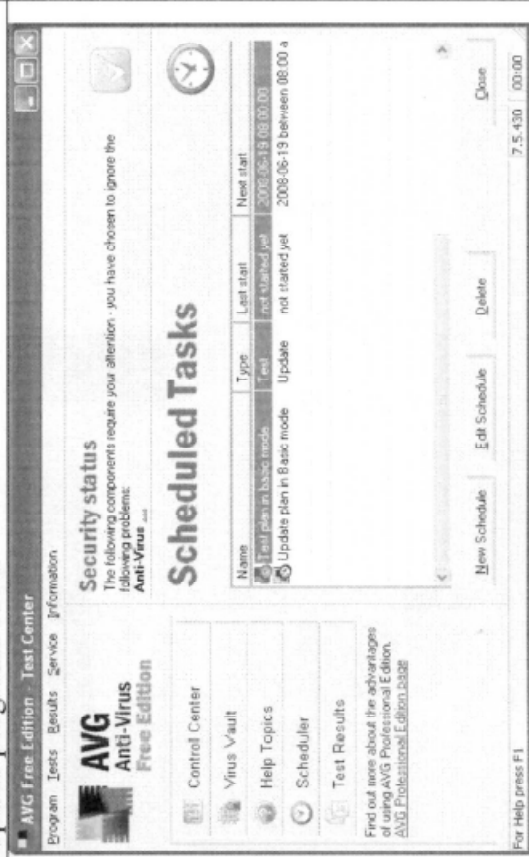 AVG Free Edition - Test Center
Program Tests Results Service Information
AVG
Anti-Virus
Free Edition
Control Center
Virus Vault
Help Topics
Scheduler
Test Results
Find out more about the advantages
of using AVG Professional Edition.
AVG Professional Edition page
Security status
The following components require your attention - you have chosen to ignore the
following problems:
Anti-Virus
Scheduled Tasks
Name Type Last start Next start
Test plan in basic mode Test not started yet 2008-06-19 08:00:00
Update plan in Basic mode Update not started yet 2008-06-19 between 08:00 a
New Schedule Edit Schedule Delete Close
For Help press F1 7.5.430 00:00